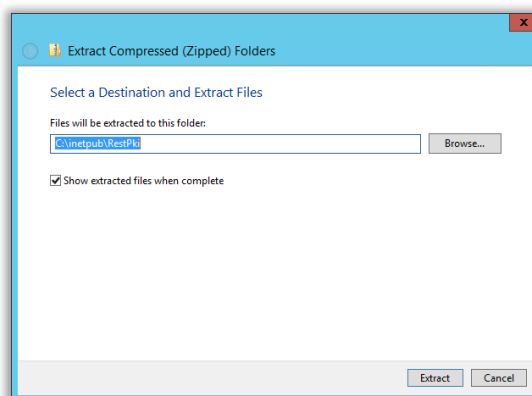 x
Extract Compressed (Zipped) Folders
Select a Destination and Extract Files
Files will be extracted to this folder:
C:\inetpub\RestPki
Browse...
Show extracted files when complete
Extract Cancel